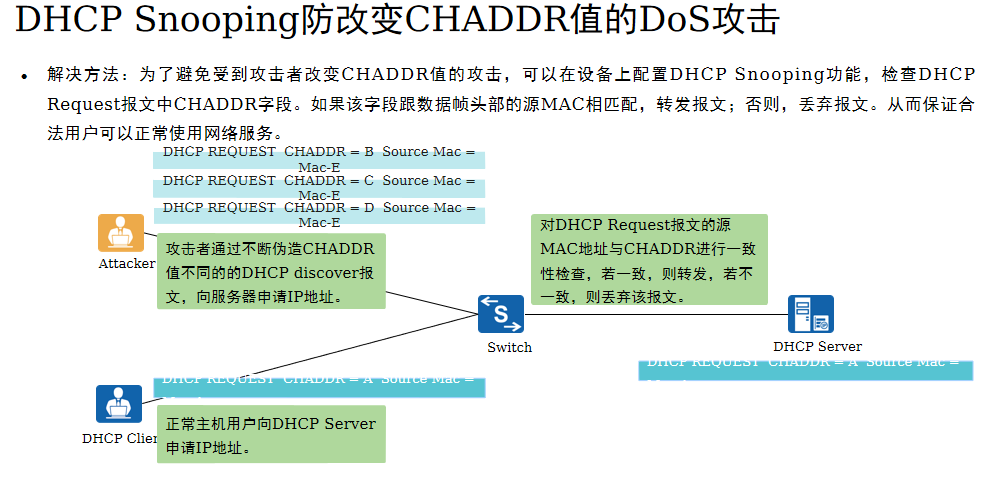 DHCP Snooping防改变CHADDR值的DoS攻击
• 解决方法：为了避免受到攻击者改变CHADDR值的攻击，可以在设备上配置DHCP Snooping功能，检查DHCP
Request报文中CHADDR字段。如果该字段跟数据帧头部的源MAC相匹配，转发报文；否则，丢弃报文。从而保证合
法用户可以正常使用网络服务。
DHCP REQUEST CHADDR = B Source Mac =
Mac-E
DHCP REQUEST CHADDR = C Source Mac =
Mac-E
DHCP REQUEST CHADDR = D Source Mac =
Mac-E
Attacker
攻击者通过不断伪造CHADDR
值不同的的DHCP discover报
文，向服务器申请IP地址。
对DHCP Request报文的源
MAC地址与CHADDR进行一致
性检查，若一致，则转发，若不
一致，则丢弃该报文。
S
Switch
DHCP Server
DHCP REQUEST CHADDR = A Source Mac =
DHCP REQUEST CHADDR = A Source Mac =
DHCP Clien
正常主机用户向DHCP Server
申请IP地址。